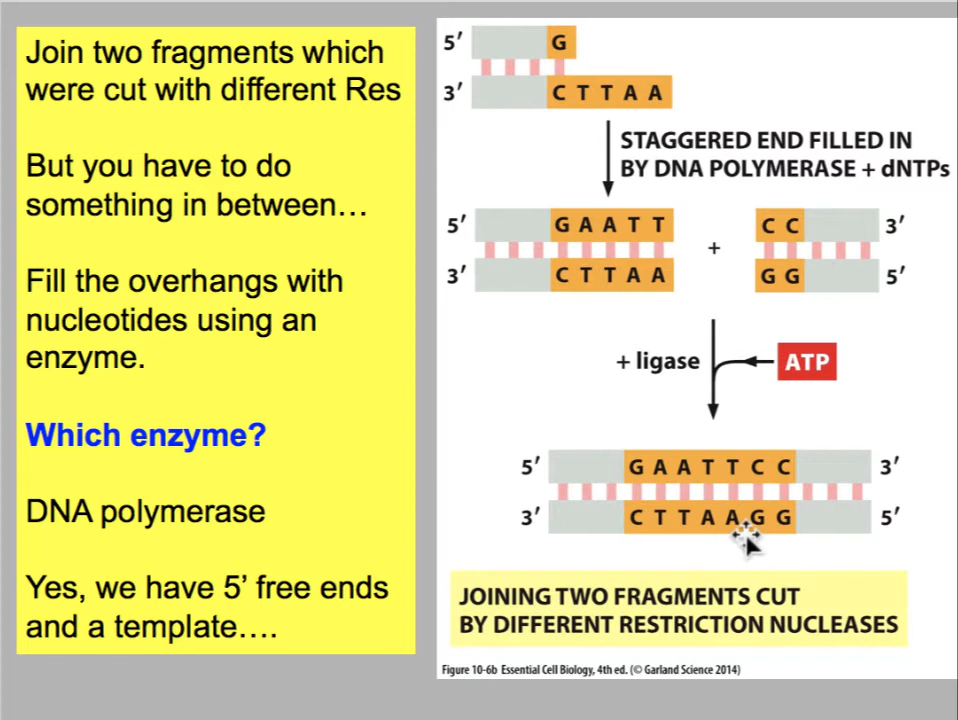 Join two fragments which
were cut with different Res
But you have to do
something in between…
Fill the overhangs with
nucleotides using an
enzyme.
Which enzyme?
DNA polymerase
Yes, we have 5’ free ends
and a template….
5′ G
3′ C T T A A
STAGGERED END FILLED IN
BY DNA POLYMERASE + dNTPs
5′ G A A T T + C C 3′
3′ C T T A A G G 5′
+ ligase ATP
5′ G A A T T C C 3′
3′ C T T A A G G 5′
JOINING TWO FRAGMENTS CUT
BY DIFFERENT RESTRICTION NUCLEASES
Figure 10-6b Essential Cell Biology, 4th ed. (© Garland Science 2014)